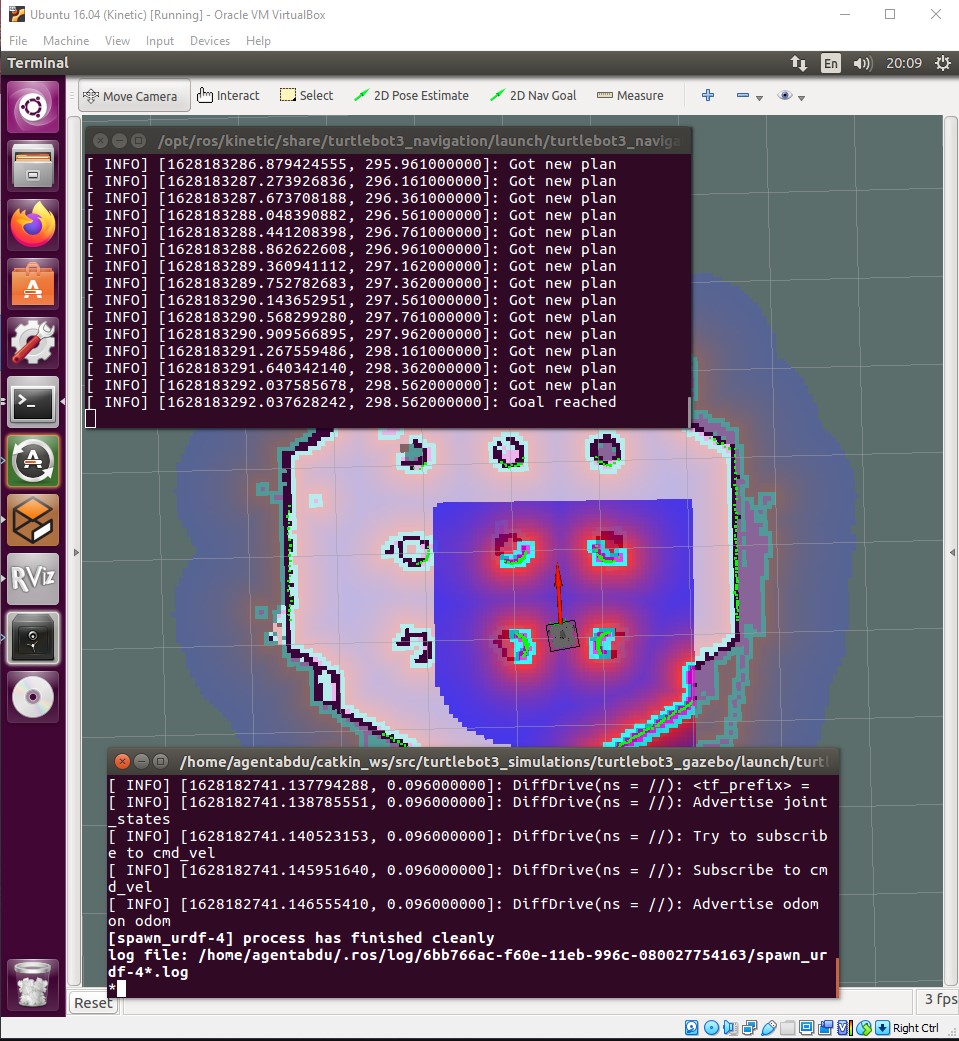 Ubuntu 16.04 (Kinetic) [Running] - Oracle VM VirtualBox
File Machine View Input Devices Help
Terminal
En
20:09
Move Camera Interact Select 2D Pose Estimate 2D Nav Goal Measure
/opt/ros/kinetic/share/turtlebot3_navigation/launch/turtlebot3_naviga
[ INFO] [1628183286.879424555, 295.961000000]: Got new plan
[ INFO] [1628183287.273926836, 296.161000000]: Got new plan
[ INFO] [1628183287.673708188, 296.361000000]: Got new plan
[ INFO] [1628183288.048390882, 296.561000000]: Got new plan
[ INFO] [1628183288.441208398, 296.761000000]: Got new plan
[ INFO] [1628183288.862622608, 296.961000000]: Got new plan
[ INFO] [1628183289.360941112, 297.162000000]: Got new plan
[ INFO] [1628183289.752782683, 297.362000000]: Got new plan
[ INFO] [1628183290.143652951, 297.561000000]: Got new plan
[ INFO] [1628183290.568299280, 297.761000000]: Got new plan
[ INFO] [1628183290.909566895, 297.962000000]: Got new plan
[ INFO] [1628183291.267559486, 298.161000000]: Got new plan
[ INFO] [1628183291.640342140, 298.362000000]: Got new plan
[ INFO] [1628183292.037585678, 298.562000000]: Got new plan
[ INFO] [1628183292.037628242, 298.562000000]: Goal reached
RViz
/home/agentabdu/catkin_ws/src/turtlebot3_simulations/turtlebot3_gazebo/launch/turtl
[ INFO] [1628182741.137794288, 0.096000000]: DiffDrive(ns = //): <tf_prefix> =
[ INFO] [1628182741.138785551, 0.096000000]: DiffDrive(ns = //): Advertise joint
_states
[ INFO] [1628182741.140523153, 0.096000000]: DiffDrive(ns = //): Try to subscrib
e to cmd_vel
[ INFO] [1628182741.145951640, 0.096000000]: DiffDrive(ns = //): Subscribe to cm
d_vel
[ INFO] [1628182741.146555410, 0.096000000]: DiffDrive(ns = //): Advertise odom
on odom
[spawn_urdf-4] process has finished cleanly
log file: /home/agentabdu/.ros/log/6bb766ac-f60e-11eb-996c-080027754163/spawn_ur
df-4*.log
*
Reset
3 fps
Right Ctrl